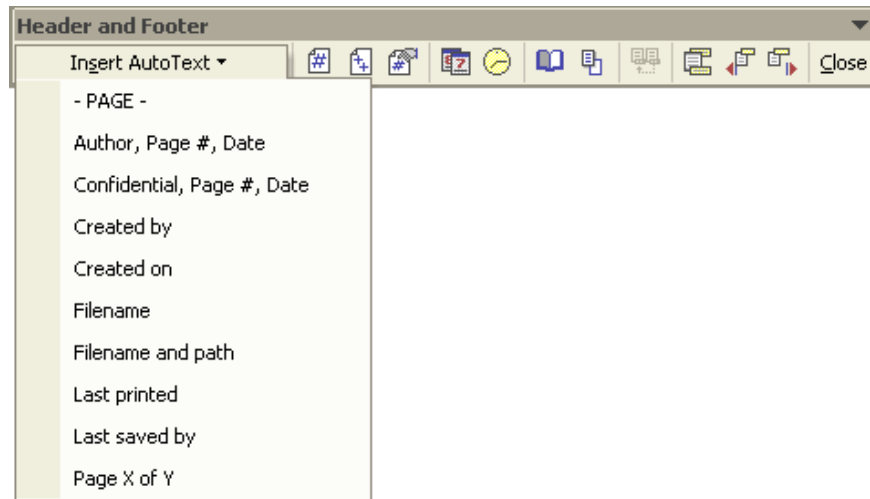 Header and Footer
Insert AutoText
Close
- PAGE -
Author, Page #, Date
Confidential, Page #, Date
Created by
Created on
Filename
Filename and path
Last printed
Last saved by
Page X of Y